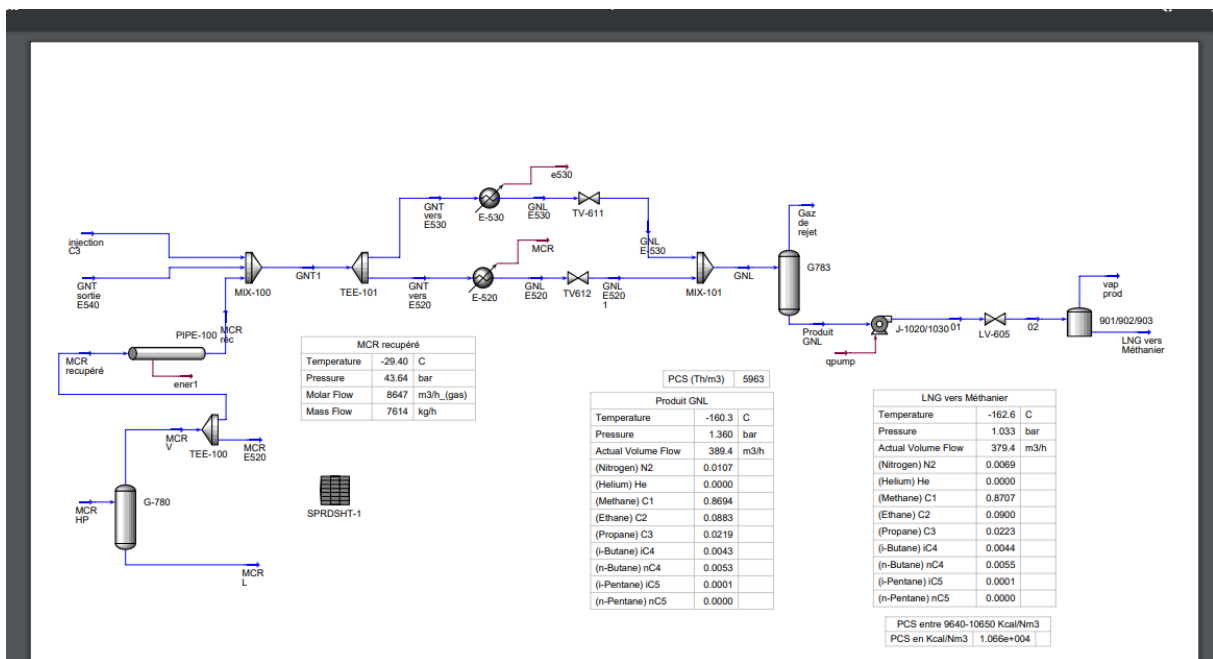 e530
GNT
vers
E530
E-530
GNL
E530
TV-611
injection
C3
GNT
sortie
E540
MIX-100
GNT1
TEE-101
GNT
vers
E520
MCR
E-520
GNL
E520
TV612
GNL
E520
1
GNL
E-530
MIX-101
GNL
Gaz
de
rejet
G783
Produit
GNL
J-1020/1030
qpump
01
LV-605
02
vap
prod
901/902/903
LNG vers
Méthanier
PIPE-100
MCR
rec
MCR
recupéré
ener1
MCR
V
TEE-100
MCR
E520
G-780
MCR
HP
MCR
L
SPRDSHT-1
MCR recupéré
Temperature -29.40 C
Pressure 43.64 bar
Molar Flow 8647 m3/h_(gas)
Mass Flow 7614 kg/h
PCS (Th/m3) 5963
Produit GNL
Temperature -160.3 C
Pressure 1.360 bar
Actual Volume Flow 389.4 m3/h
(Nitrogen) N2 0.0107
(Helium) He 0.0000
(Methane) C1 0.8694
(Ethane) C2 0.0883
(Propane) C3 0.0219
(i-Butane) iC4 0.0043
(n-Butane) nC4 0.0053
(i-Pentane) iC5 0.0001
(n-Pentane) nC5 0.0000
LNG vers Méthanier
Temperature -162.6 C
Pressure 1.033 bar
Actual Volume Flow 379.4 m3/h
(Nitrogen) N2 0.0069
(Helium) He 0.0000
(Methane) C1 0.8707
(Ethane) C2 0.0900
(Propane) C3 0.0223
(i-Butane) iC4 0.0044
(n-Butane) nC4 0.0055
(i-Pentane) iC5 0.0001
(n-Pentane) nC5 0.0000
PCS entre 9640-10650 Kcal/Nm3
PCS en Kcal/Nm3 1.066e+004